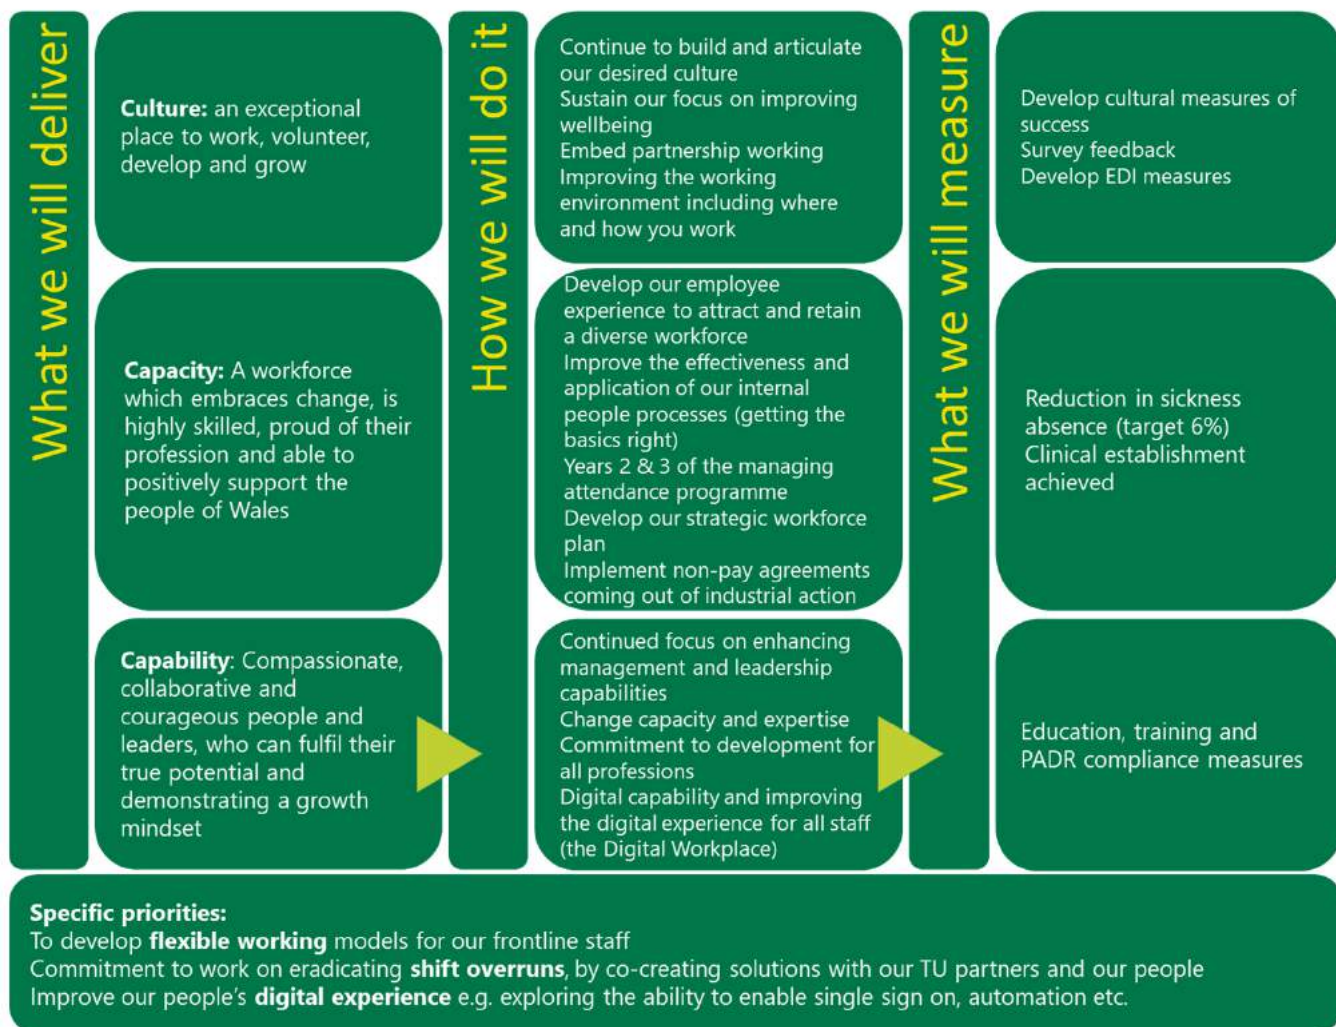 What we will deliver
Culture: an exceptional
place to work, volunteer,
develop and grow
Capacity: A workforce
which embraces change, is
highly skilled, proud of their
profession and able to
positively support the
people of Wales
Capability: Compassionate,
collaborative and
courageous people and
leaders, who can fulfil their
true potential and
demonstrating a growth
mindset
How we will do it
Continue to build and articulate
our desired culture
Sustain our focus on improving
wellbeing
Embed partnership working
Improving the working
environment including where
and how you work
Develop our employee
experience to attract and retain
a diverse workforce
Improve the effectiveness and
application of our internal
people processes (getting the
basics right)
Years 2 & 3 of the managing
attendance programme
Develop our strategic workforce
plan
Implement non-pay agreements
coming out of industrial action
Continued focus on enhancing
management and leadership
capabilities
Change capacity and expertise
Commitment to development for
all professions
Digital capability and improving
the digital experience for all staff
(the Digital Workplace)
What we will measure
Develop cultural measures of
success
Survey feedback
Develop EDI measures
Reduction in sickness
absence (target 6%)
Clinical establishment
achieved
Education, training and
PADR compliance measures
Specific priorities:
To develop flexible working models for our frontline staff
Commitment to work on eradicating shift overruns, by co-creating solutions with our TU partners and our people
Improve our people's digital experience e.g. exploring the ability to enable single sign on, automation etc.